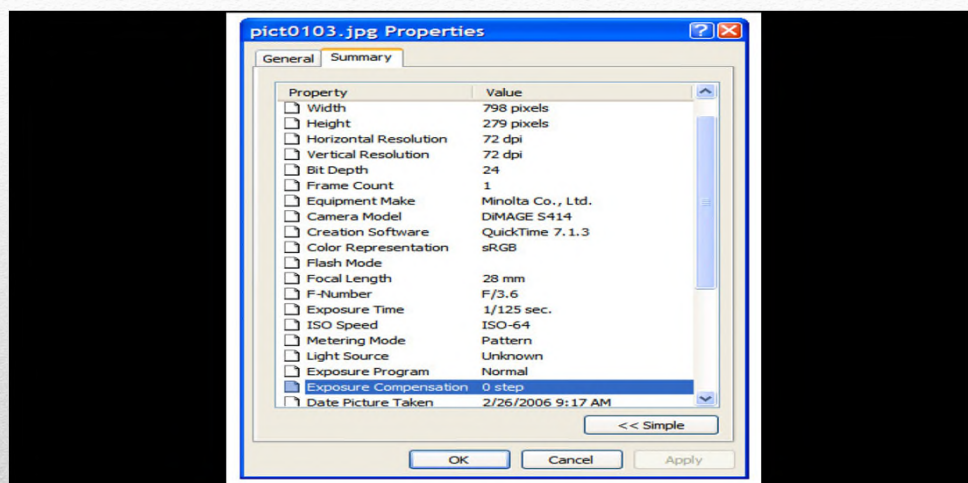 pict0103.jpg Properties
General Summary
Property Value
Width 798 pixels
Height 279 pixels
Horizontal Resolution 72 dpi
Vertical Resolution 72 dpi
Bit Depth 24
Frame Count 1
Equipment Make Minolta Co., Ltd.
Camera Model DiMAGE S414
Creation Software QuickTime 7.1.3
Color Representation sRGB
Flash Mode
Focal Length 28 mm
F-Number F/3.6
Exposure Time 1/125 sec.
ISO Speed ISO-64
Metering Mode Pattern
Light Source Unknown
Exposure Program Normal
Exposure Compensation 0 step
Date Picture Taken 2/26/2006 9:17 AM
<< Simple
OK Cancel Apply